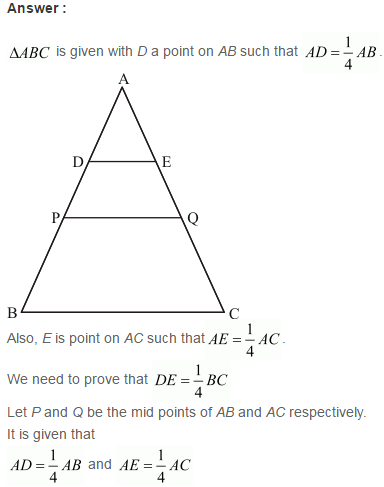 Answer :
ΔABC is given with D a point on AB such that AD = 1/4 AB.
A
D E
P Q
B C
Also, E is point on AC such that AE = 1/4 AC.
We need to prove that DE = 1/4 BC
Let P and Q be the mid points of AB and AC respectively.
It is given that
AD = 1/4 AB and AE = 1/4 AC